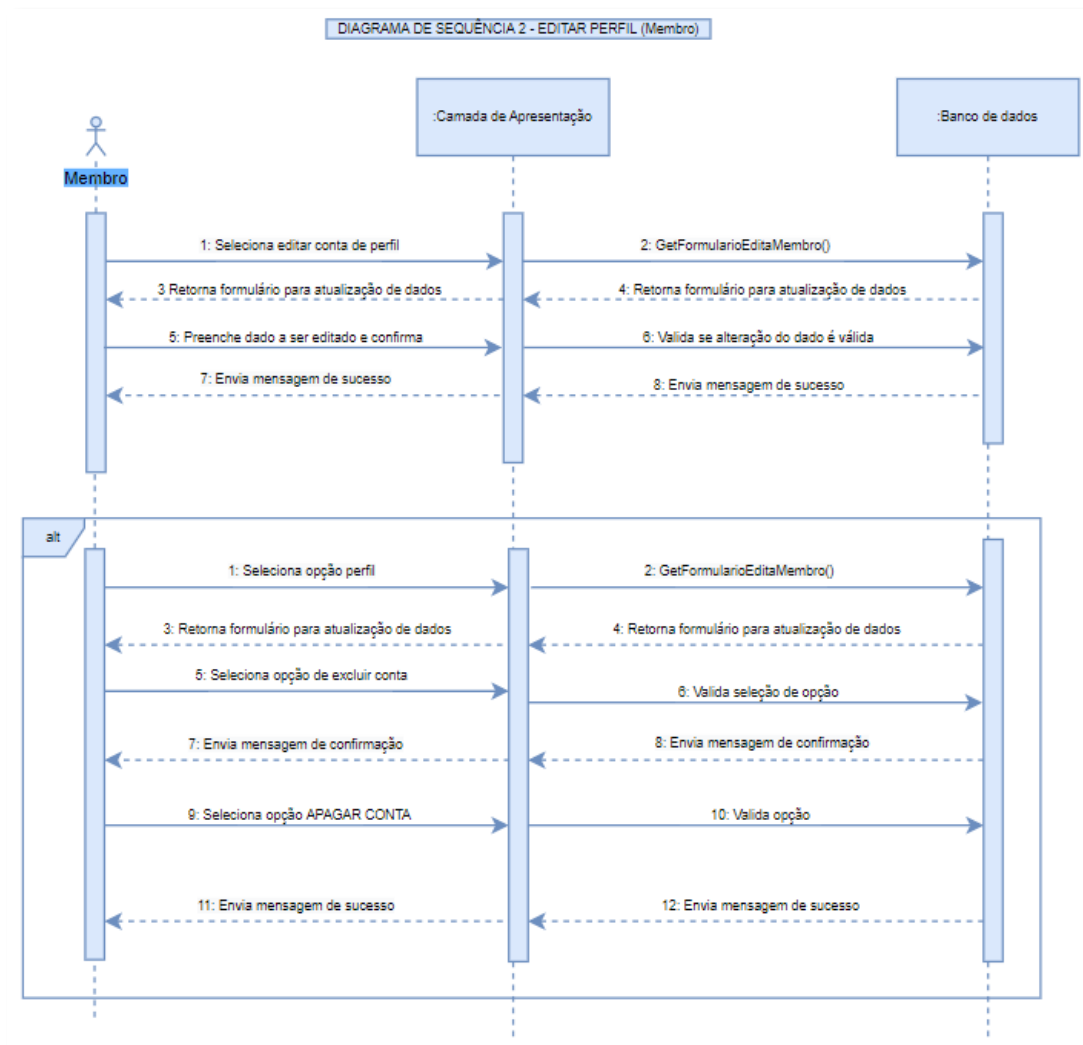 DIAGRAMA DE SEQUÊNCIA 2 - EDITAR PERFIL (Membro)
:Camada de Apresentação
:Banco de dados
Membro
1: Seleciona editar conta de perfil
2: GetFormularioEditaMembro()
3 Retorna formulário para atualização de dados
4: Retorna formulário para atualização de dados
5: Preenche dado a ser editado e confirma
6: Valida se alteração do dado é válida
7: Envia mensagem de sucesso
8: Envia mensagem de sucesso
alt
1: Seleciona opção perfil
2: GetFormularioEditaMembro()
3: Retorna formulário para atualização de dados
4: Retorna formulário para atualização de dados
5: Seleciona opção de excluir conta
6: Valida seleção de opção
7: Envia mensagem de confirmação
8: Envia mensagem de confirmação
9: Seleciona opção APAGAR CONTA
10: Valida opção
11: Envia mensagem de sucesso
12: Envia mensagem de sucesso